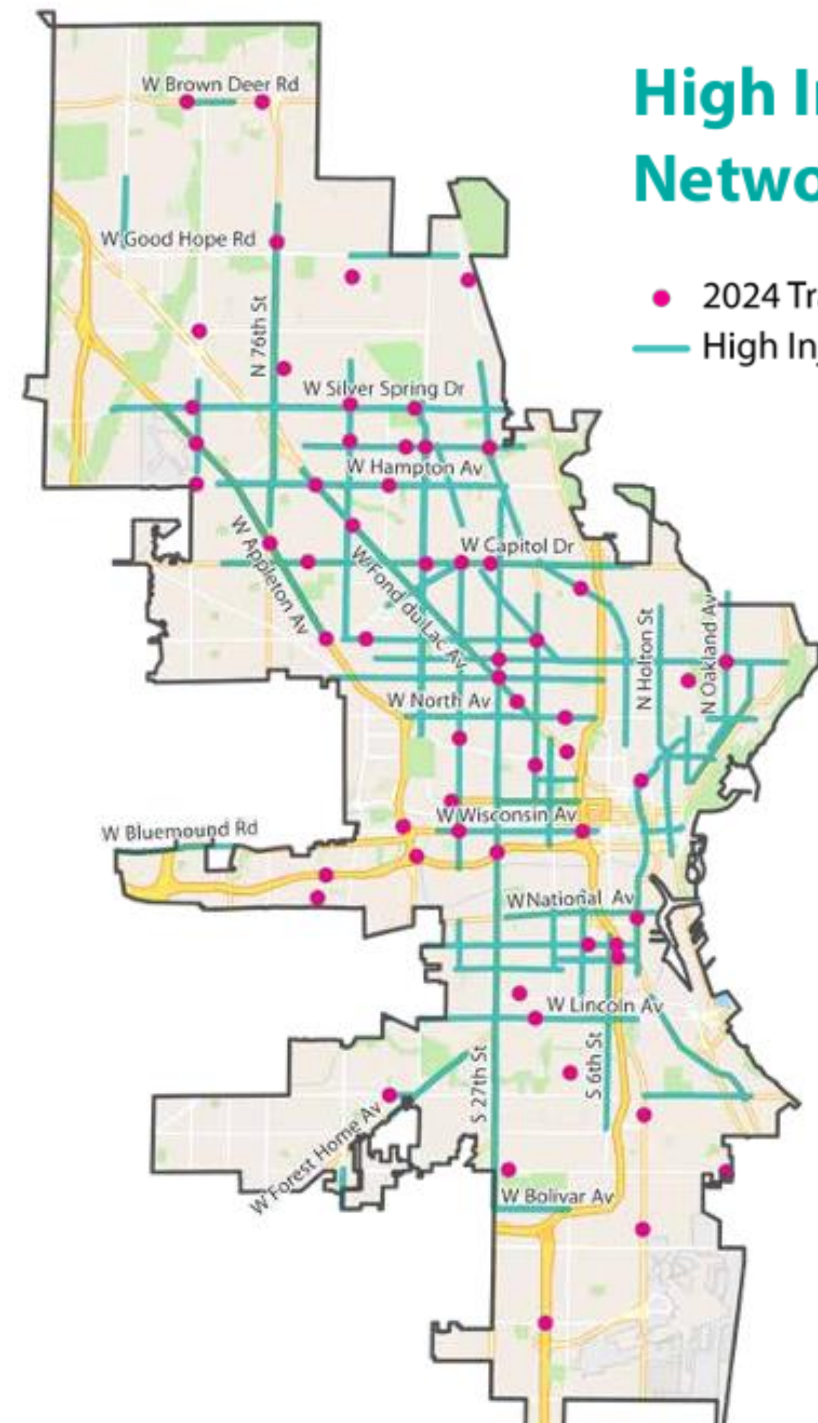 High I
Netwo
2024 Tra
High Inj
W Brown Deer Rd
W Good Hope Rd
N 76th St
W Silver Spring Dr
W Hampton Av
W Capitol Dr
W Appleton Av
W Fond du Lac Av
N Holton St
N Oakland Av
W North Av
W Wisconsin Av
W Bluemound Rd
W National Av
W Lincoln Av
S 27th St
S 6th St
W Forest Home Av
W Bolivar Av